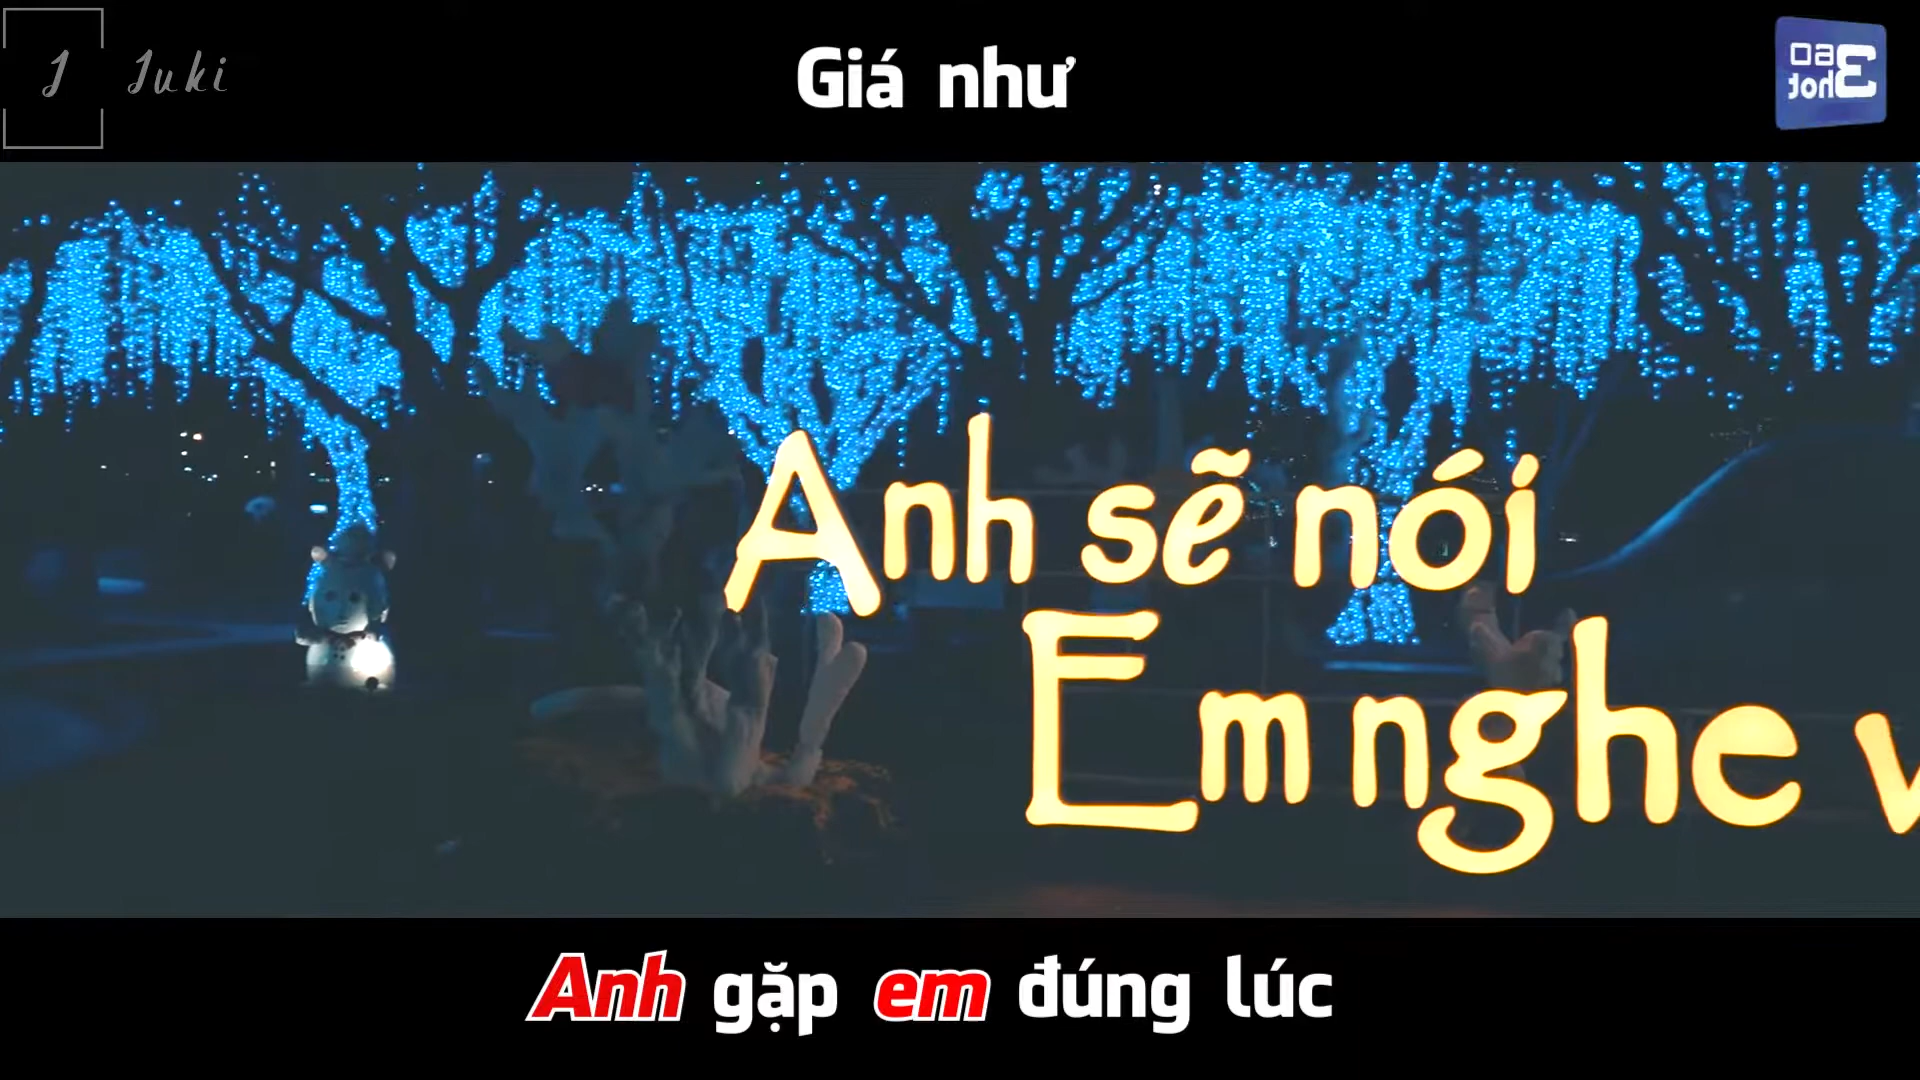 J Juki
Giá như
Anh sẽ nói
Em nghe
Anh gặp em đúng lúc